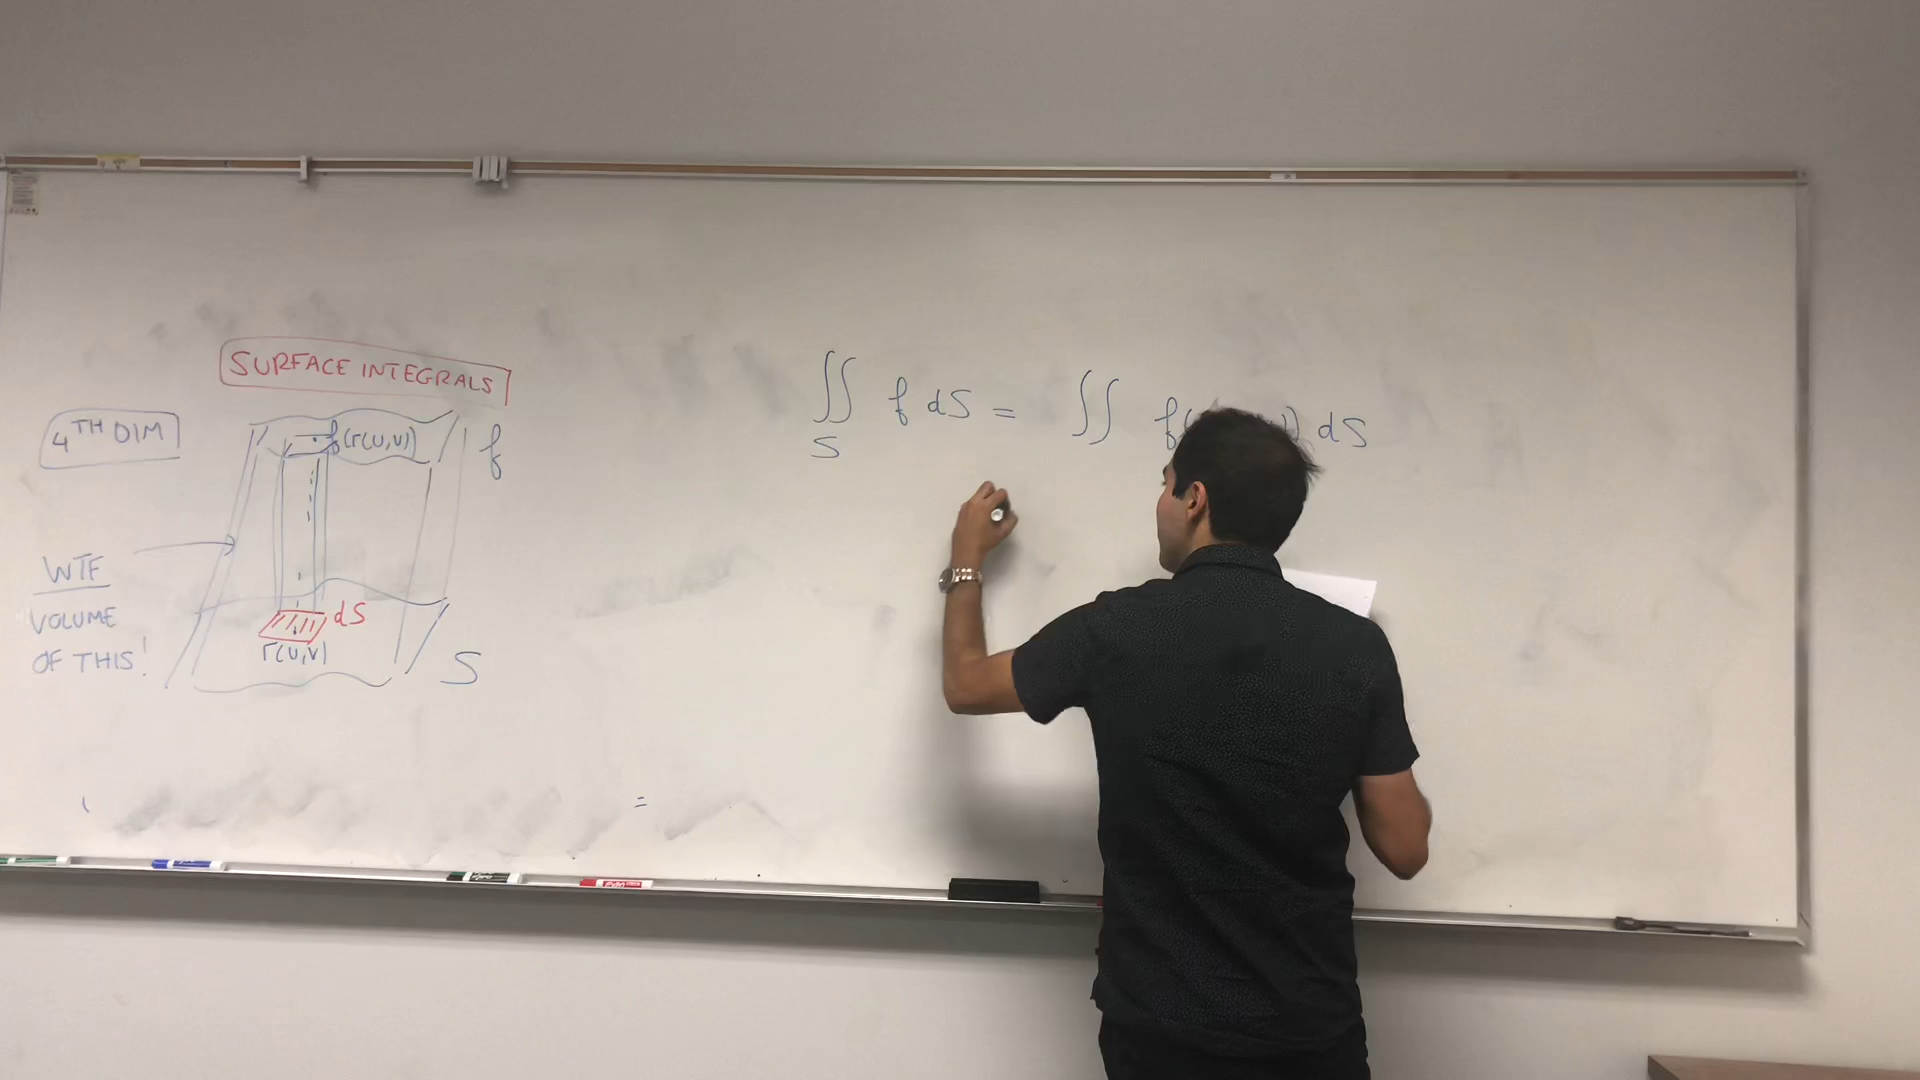 SURFACE INTEGRALS
4TH DIM
f(r(u,v))
f
WTF
VOLUME
OF THIS!
dS
r(u,v)
S
=
∬ f dS = ∬ f( )) dS
S